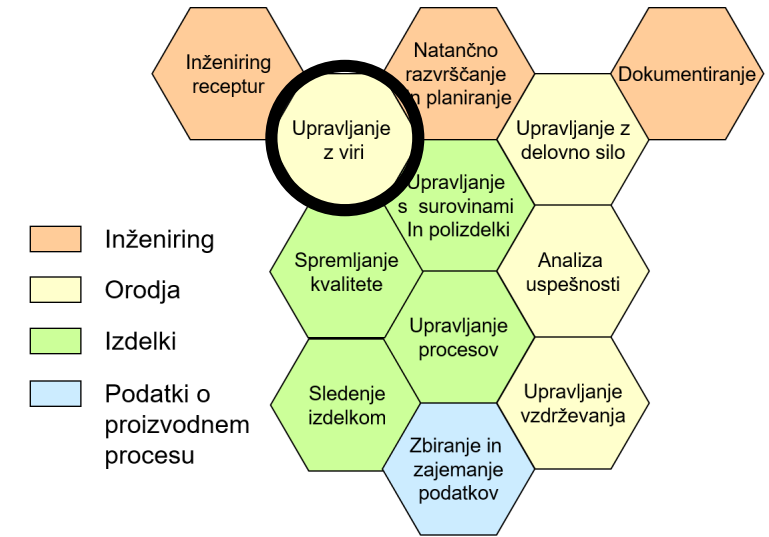 Inženiring
receptur
Natančno
razvrščanje
in planiranje
Dokumentiranje
Upravljanje
z viri
Upravljanje z
delovno silo
Upravljanje
s surovinami
In polizdelki
Spremljanje
kvalitete
Analiza
uspešnosti
Upravljanje
procesov
Sledenje
izdelkom
Upravljanje
vzdrževanja
Zbiranje in
zajemanje
podatkov
Inženiring
Orodja
Izdelki
Podatki o
proizvodnem
procesu